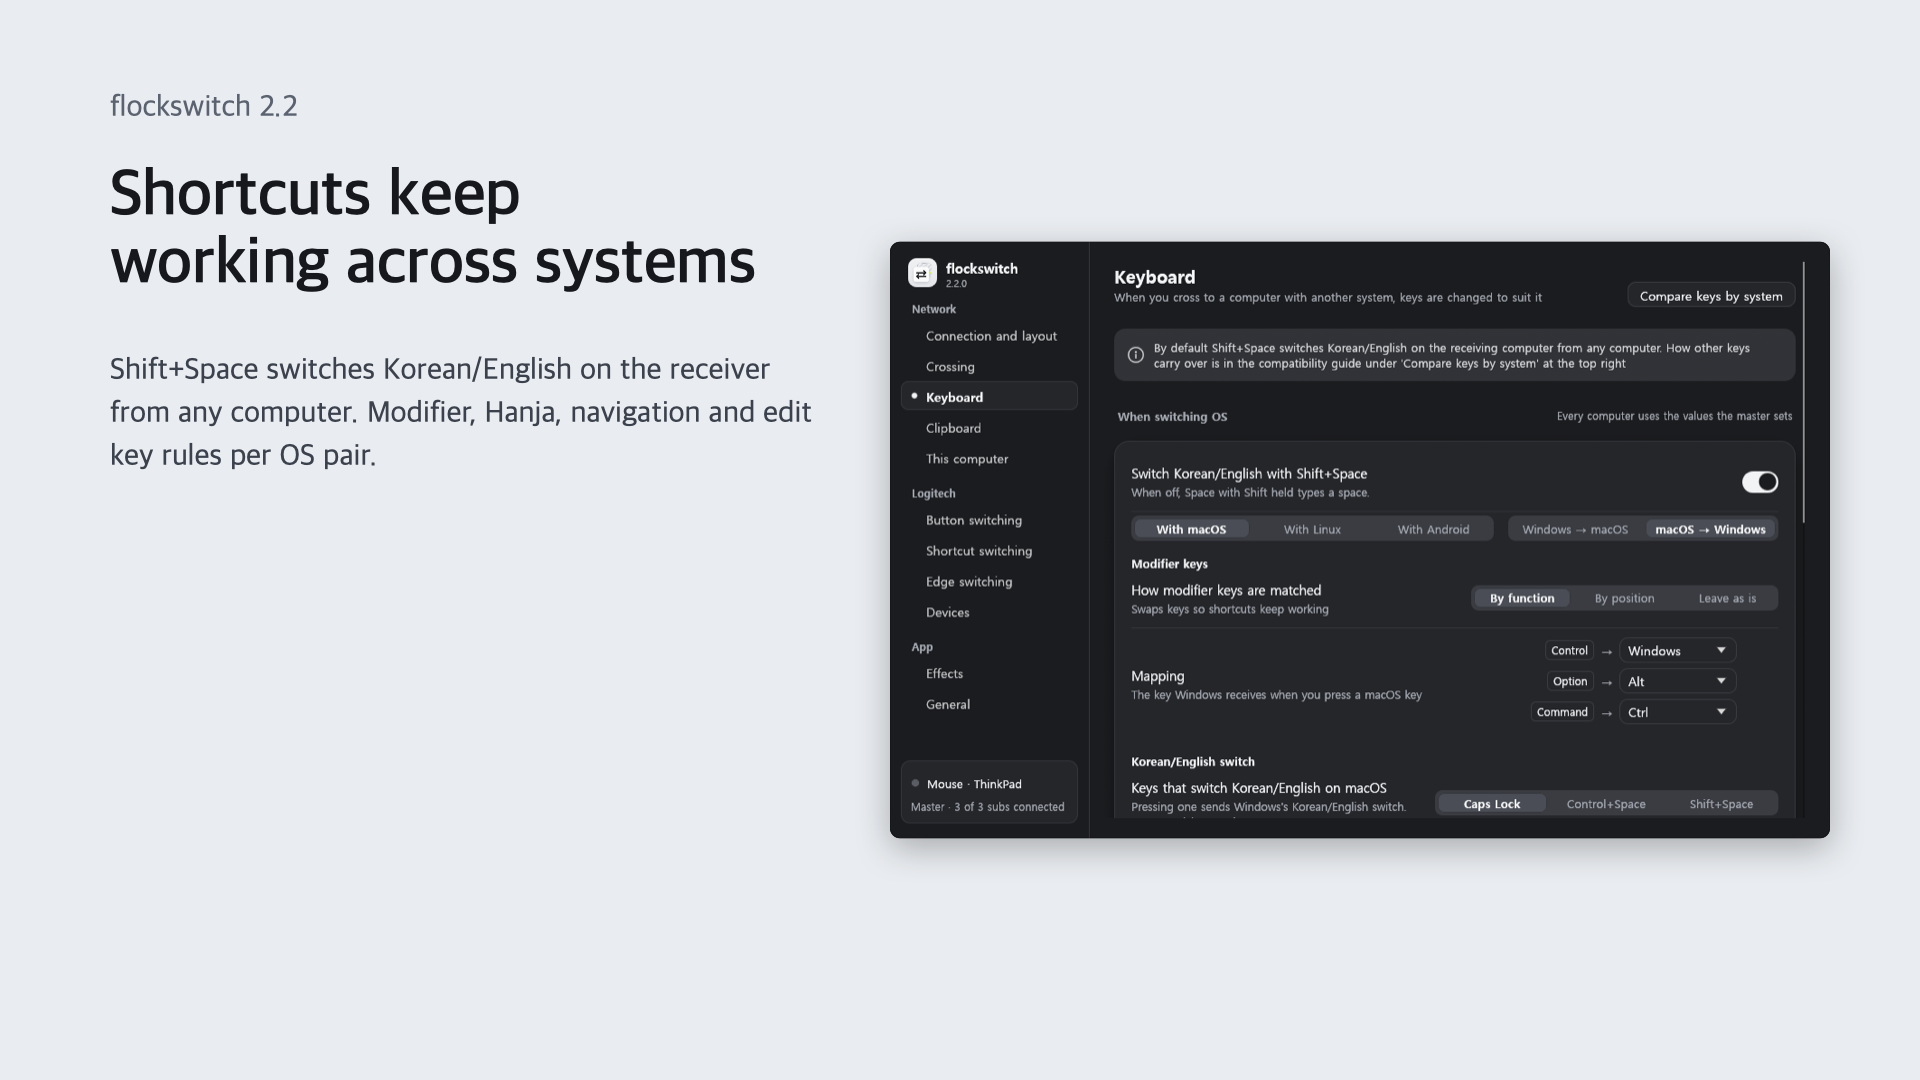 flockswitch 2.2
Shortcuts keep
working across systems
Shift+Space switches Korean/English on the receiver
from any computer. Modifier, Hanja, navigation and edit
key rules per OS pair.
flockswitch
2.2.0
Network
Connection and layout
Crossing
Keyboard
Clipboard
This computer
Logitech
Button switching
Shortcut switching
Edge switching
Devices
App
Effects
General
Mouse · ThinkPad
Master · 3 of 3 subs connected
Keyboard
When you cross to a computer with another system, keys are changed to suit it
Compare keys by system
By default Shift+Space switches Korean/English on the receiving computer from any computer. How other keys
carry over is in the compatibility guide under 'Compare keys by system' at the top right
When switching OS
Every computer uses the values the master sets
Switch Korean/English with Shift+Space
When off, Space with Shift held types a space.
With macOS With Linux With Android Windows → macOS macOS → Windows
Modifier keys
How modifier keys are matched
Swaps keys so shortcuts keep working
By function By position Leave as is
Mapping
The key Windows receives when you press a macOS key
Control → Windows
Option → Alt
Command → Ctrl
Korean/English switch
Keys that switch Korean/English on macOS
Pressing one sends Windows's Korean/English switch.
Caps Lock Control+Space Shift+Space